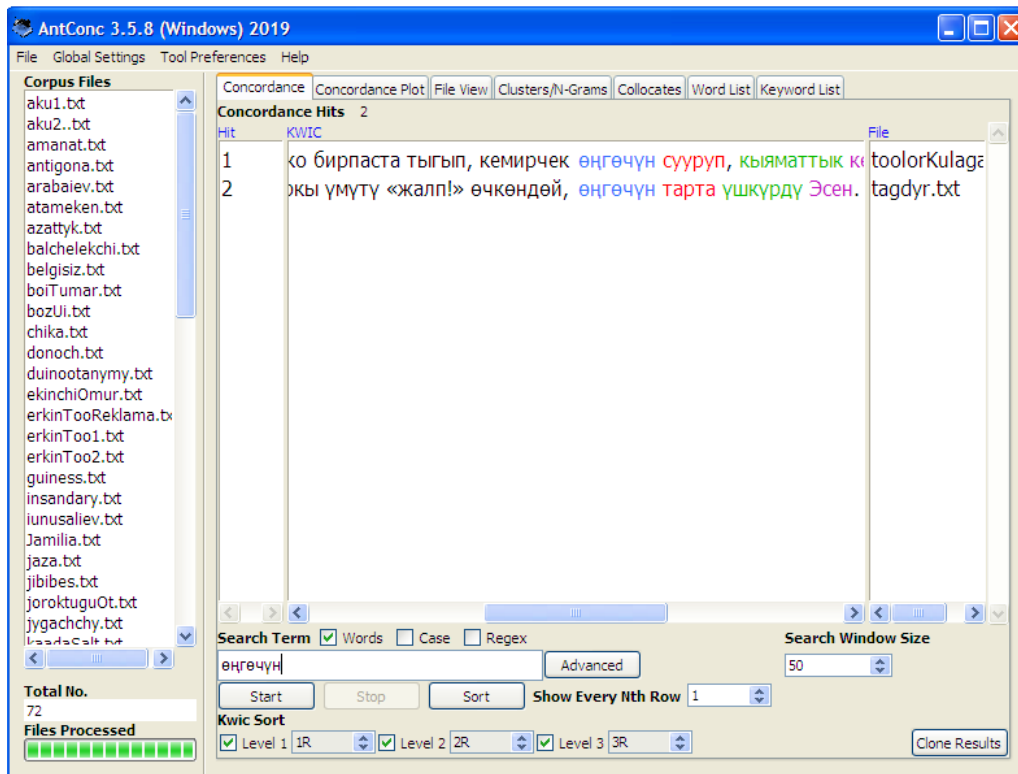 AntConc 3.5.8 (Windows) 2019
File Global Settings Tool Preferences Help
Corpus Files
aku1.txt
aku2..txt
amanat.txt
antigona.txt
arabaiev.txt
atameken.txt
azattyk.txt
balchelekchi.txt
belgisiz.txt
boiTumar.txt
bozUi.txt
chika.txt
donoch.txt
duinootanymy.txt
ekinchiOmur.txt
erkinTooReklama.tx
erkinToo1.txt
erkinToo2.txt
guiness.txt
insandary.txt
iunusaliev.txt
Jamilia.txt
jaza.txt
jibibes.txt
joroktuguOt.txt
jygachchy.txt
kaadaSalt.txt
Total No.
72
Files Processed
Concordance Concordance Plot File View Clusters/N-Grams Collocates Word List Keyword List
Concordance Hits 2
Hit KWIC File
1 ко бирпаста тыгып, кемирчек өңгөчүн сууруп, кыяматтык ке toolorKulaga
2 окы үмүтү «жалп!» өчкөндөй, өңгөчүн тарта үшкүрдү Эсен. tagdyr.txt
Search Term Words Case Regex Search Window Size
өңгөчүн Advanced 50
Start Stop Sort Show Every Nth Row 1
Kwic Sort
Level 1 1R Level 2 2R Level 3 3R Clone Results